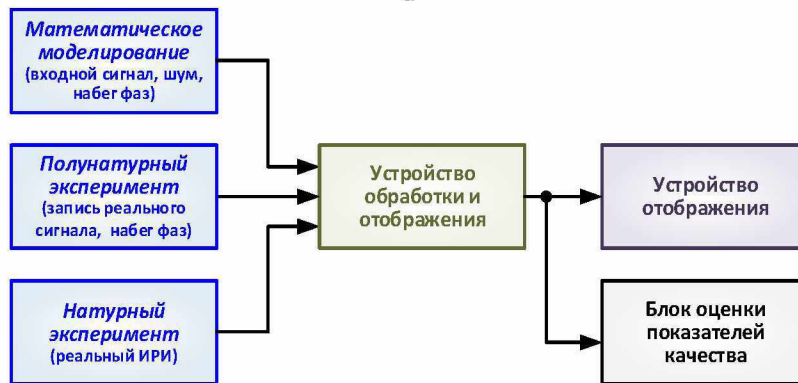 Математическое
моделирование
(входной сигнал, шум,
набег фаз)
Полунатурный
эксперимент
(запись реального
сигнала, набег фаз)
Натурный
эксперимент
(реальный ИРИ)
Устройство
обработки и
отображения
Устройство
отображения
Блок оценки
показателей
качества